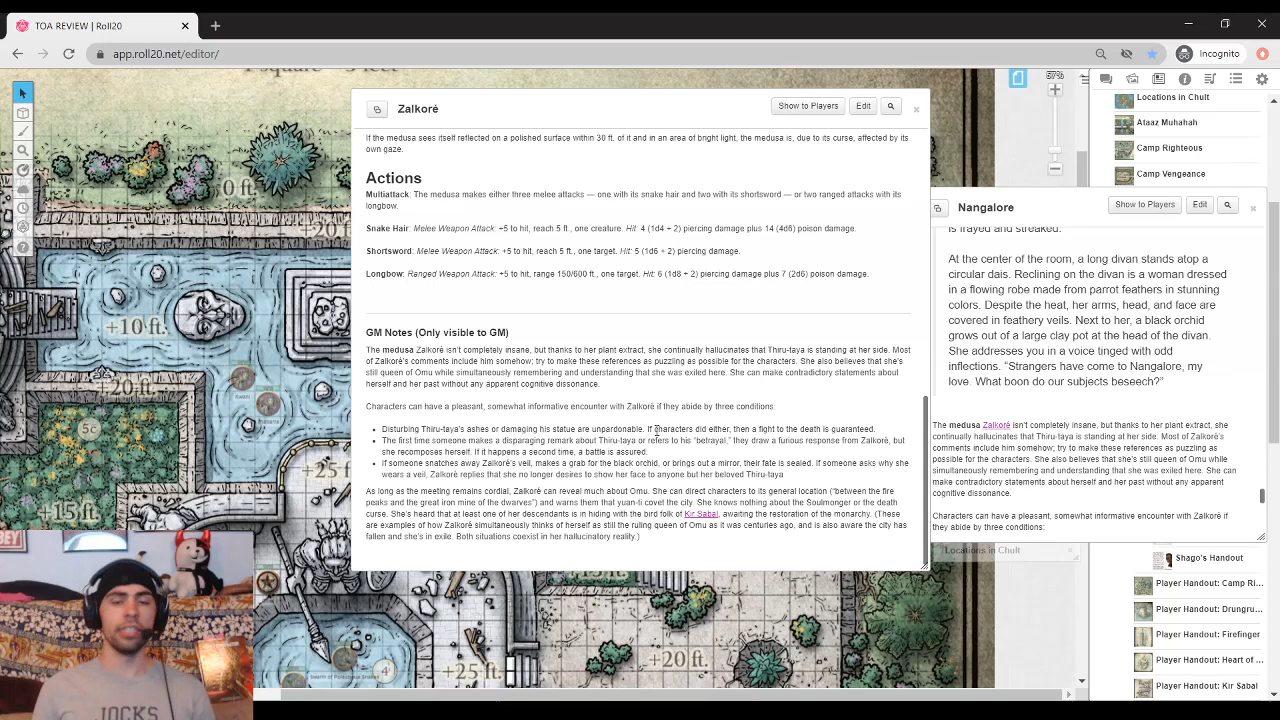 TOA REVIEW | Roll20
app.roll20.net/editor/
Incognito
1 square = 5 feet
57%
Locations in Chult
Ataaz Muhahah
Camp Righteous
Camp Vengeance
Zalkoré
Show to Players
Edit
If the medusa sees itself reflected on a polished surface within 30 ft. of it and in an area of bright light, the medusa is, due to its curse, affected by its
own gaze.
Actions
Multiattack: The medusa makes either three melee attacks — one with its snake hair and two with its shortsword — or two ranged attacks with its
longbow.
Snake Hair: Melee Weapon Attack: +5 to hit, reach 5 ft., one creature. Hit: 4 (1d4 + 2) piercing damage plus 14 (4d6) poison damage.
Shortsword: Melee Weapon Attack: +5 to hit, reach 5 ft., one target. Hit: 5 (1d6 + 2) piercing damage.
Longbow: Ranged Weapon Attack: +5 to hit, range 150/600 ft., one target. Hit: 6 (1d8 + 2) piercing damage plus 7 (2d6) poison damage.
GM Notes (Only visible to GM)
The medusa Zalkoré isn't completely insane, but thanks to her plant extract, she continually hallucinates that Thiru-taya is standing at her side. Most
of Zalkoré's comments include him somehow; try to make these references as puzzling as possible for the characters. She also believes that she's
still queen of Omu while simultaneously remembering and understanding that she was exiled here. She can make contradictory statements about
herself and her past without any apparent cognitive dissonance.
Characters can have a pleasant, somewhat informative encounter with Zalkoré if they abide by three conditions:
• Disturbing Thiru-taya's ashes or damaging his statue are unpardonable. If characters did either, then a fight to the death is guaranteed.
• The first time someone makes a disparaging remark about Thiru-taya or refers to his “betrayal,” they draw a furious response from Zalkoré, but
she recomposes herself. If it happens a second time, a battle is assured.
• If someone snatches away Zalkoré's veil, makes a grab for the black orchid, or brings out a mirror, their fate is sealed. If someone asks why she
wears a veil, Zalkoré replies that she no longer desires to show her face to anyone but her beloved Thiru-taya
As long as the meeting remains cordial, Zalkoré can reveal much about Omu. She can direct characters to its general location (“between the fire
peaks and the great iron mine of the dwarves”) and warns them that yuan-ti covet the city. She knows nothing about the Soulmonger or the death
curse. She's heard that at least one of her descendants is in hiding with the bird folk of Kir Sabal, awaiting the restoration of the monarchy. (These
are examples of how Zalkoré simultaneously thinks of herself as still the ruling queen of Omu as it was centuries ago, and is also aware the city has
fallen and she's in exile. Both situations coexist in her hallucinatory reality.)
Nangalore
Show to Players
Edit
is frayed and streaked.
At the center of the room, a long divan stands atop a
circular dais. Reclining on the divan is a woman dressed
in a flowing robe made from parrot feathers in stunning
colors. Despite the heat, her arms, head, and face are
covered in feathery veils. Next to her, a black orchid
grows out of a large clay pot at the head of the divan.
She addresses you in a voice tinged with odd
inflections. “Strangers have come to Nangalore, my
love. What boon do our subjects beseech?”
The medusa Zalkoré isn't completely insane, but thanks to her plant extract, she
continually hallucinates that Thiru-taya is standing at her side. Most of Zalkoré's
comments include him somehow; try to make these references as puzzling as
possible for the characters. She also believes that she's still queen of Omu while
simultaneously remembering and understanding that she was exiled here. She can
make contradictory statements about herself and her past without any apparent
cognitive dissonance.
Characters can have a pleasant, somewhat informative encounter with Zalkoré if
they abide by three conditions:
Locations in Chult
Shago's Handout
Player Handout: Camp Ri...
Player Handout: Drungru...
Player Handout: Firefinger
Player Handout: Heart of ...
Player Handout: Kir Sabal
+10 ft.
+20 ft.
5c
+15 ft.
+25 ft.
+20 ft.
+25 ft.
4
JOCKS